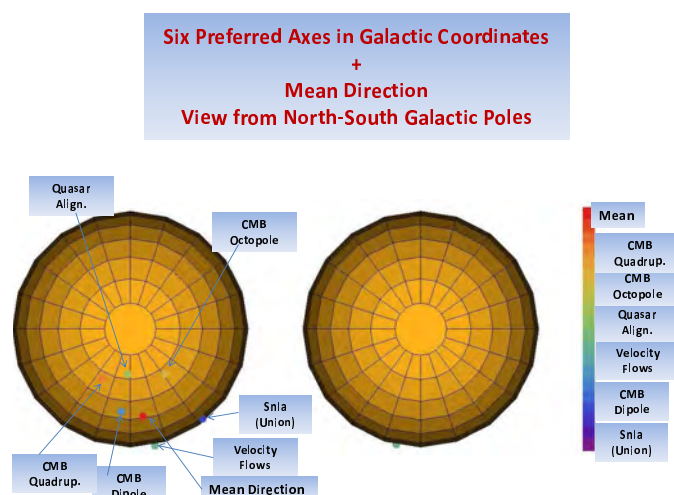 Six Preferred Axes in Galactic Coordinates
+
Mean Direction
View from North-South Galactic Poles
Quasar
Align.
CMB
Octopole
SnIa
(Union)
Velocity
Flows
CMB
Quadrup.
CMB
Dipole
Mean Direction
Mean
CMB
Quadrup.
CMB
Octopole
Quasar
Align.
Velocity
Flows
CMB
Dipole
SnIa
(Union)